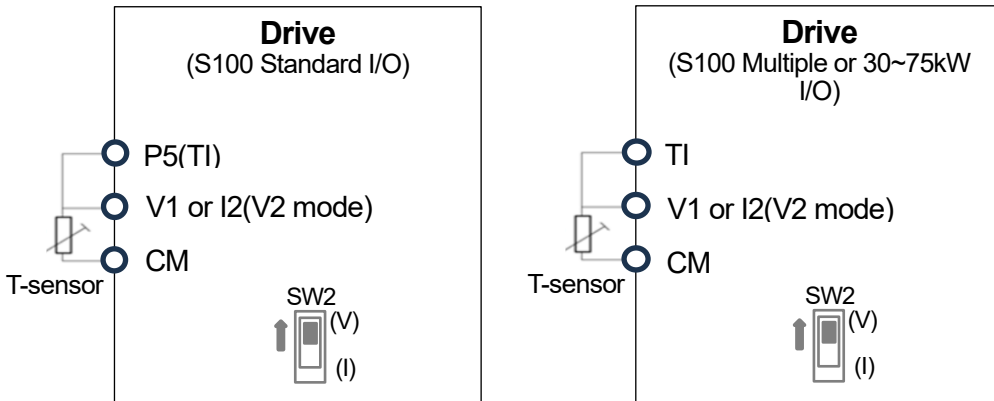 Drive
(S100 Standard I/O)
P5(TI)
V1 or I2(V2 mode)
CM
T-sensor
SW2
(V)
(I)
Drive
(S100 Multiple or 30~75kW
I/O)
TI
V1 or I2(V2 mode)
CM
T-sensor
SW2
(V)
(I)